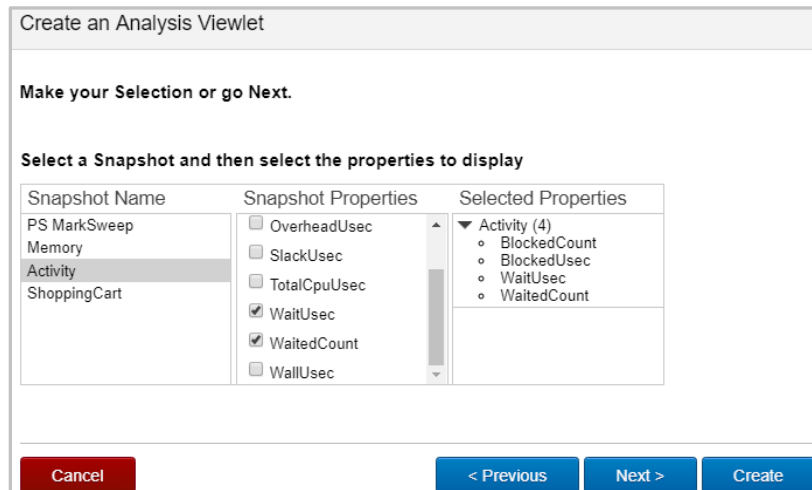 Create an Analysis Viewlet
Make your Selection or go Next.
Select a Snapshot and then select the properties to display
Snapshot Name
PS MarkSweep
Memory
Activity
ShoppingCart
Snapshot Properties
OverheadUsec
SlackUsec
TotalCpuUsec
WaitUsec
WaitedCount
WallUsec
Selected Properties
Activity (4)
BlockedCount
BlockedUsec
WaitUsec
WaitedCount
Cancel
< Previous
Next >
Create